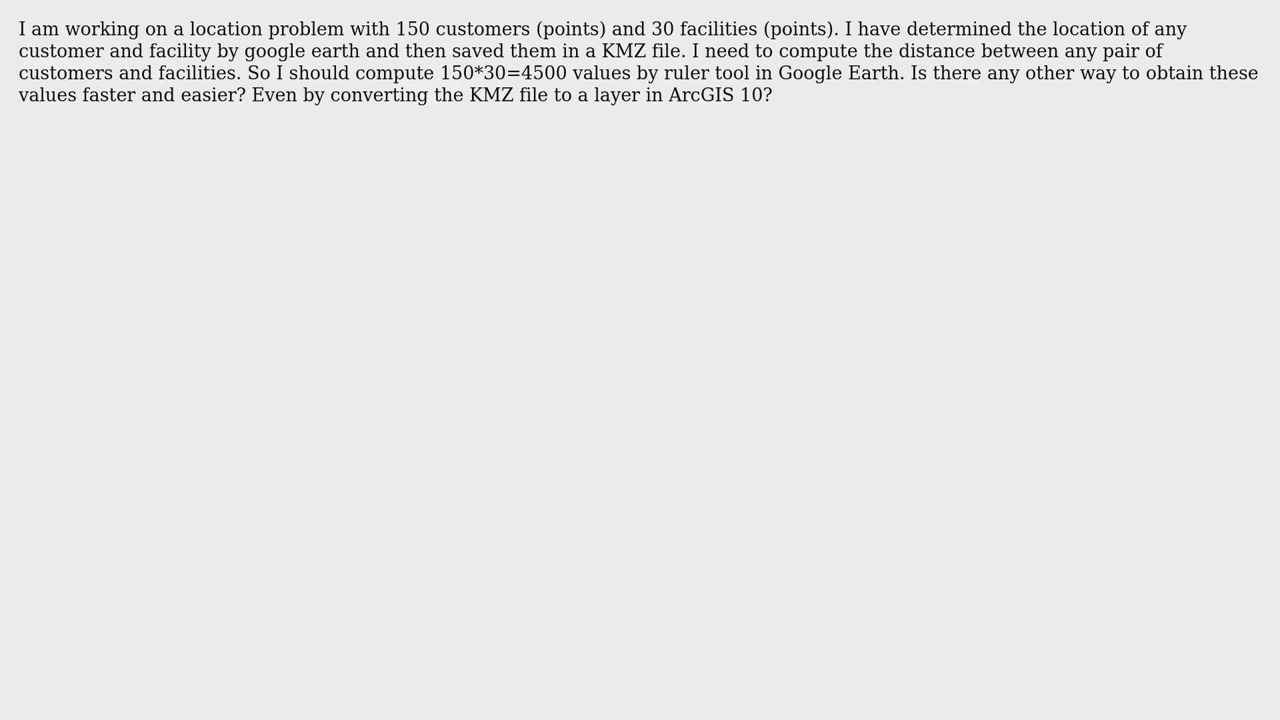 I am working on a location problem with 150 customers (points) and 30 facilities (points). I have determined the location of any
customer and facility by google earth and then saved them in a KMZ file. I need to compute the distance between any pair of
customers and facilities. So I should compute 150*30=4500 values by ruler tool in Google Earth. Is there any other way to obtain these
values faster and easier? Even by converting the KMZ file to a layer in ArcGIS 10?